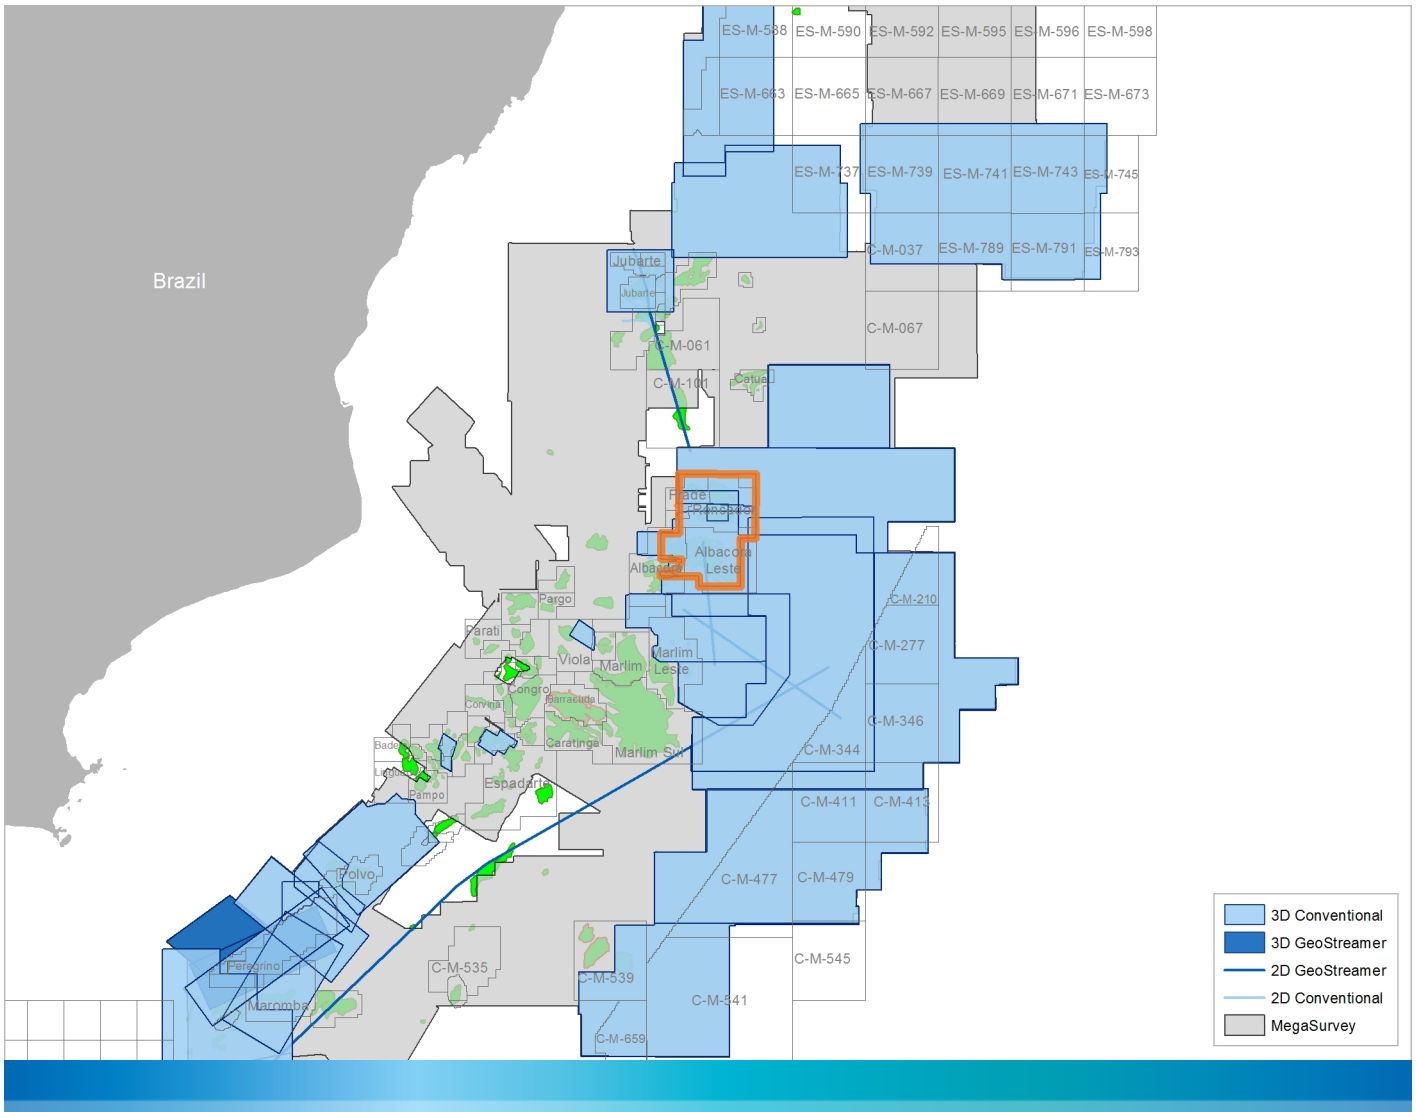 ES-M-588 ES-M-590 ES-M-592 ES-M-595 ES-M-596 ES-M-598
ES-M-663 ES-M-665 ES-M-667 ES-M-669 ES-M-671 ES-M-673
ES-M-737 ES-M-739 ES-M-741 ES-M-743 ES-M-745
C-M-037 ES-M-789 ES-M-791 ES-M-793
Jubarte
Brazil
Jubarte
C-M-067
C-M-061
C-M-101 Catua
Frade
Roncador
Albacora
Leste
Albacora
Pargo
C-M-210
Parati
C-M-277
Viola
Marlim
Marlim
Leste
Congro
Corvina
Barracuda
C-M-346
Badejo
Caratinga
Marlim Sul
C-M-344
Espadarte
Pampo
C-M-411 C-M-413
Polvo
C-M-477 C-M-479
3D Conventional
3D GeoStreamer
2D GeoStreamer
2D Conventional
MegaSurvey
Peregrino
C-M-535
C-M-539
C-M-545
Maromba
C-M-541
C-M-659